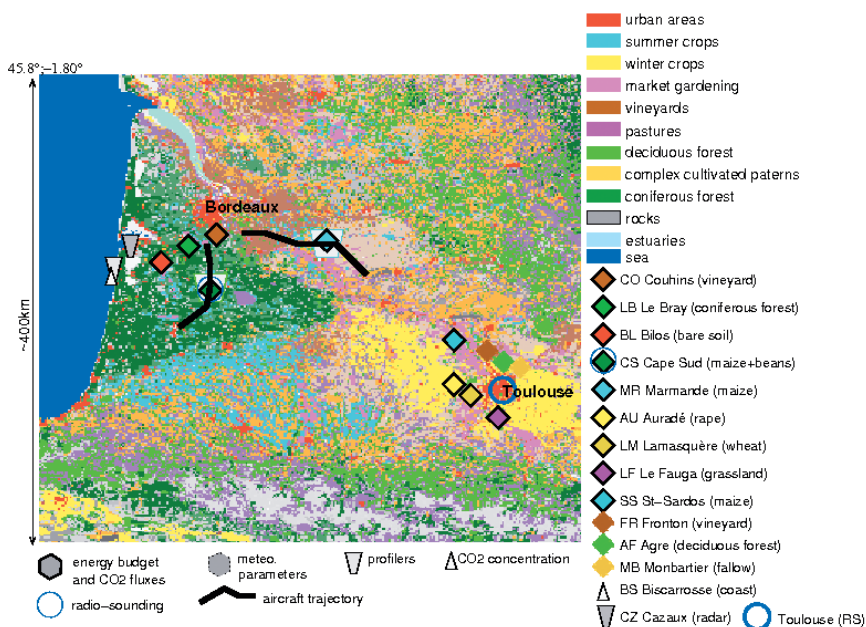 urban areas
summer crops
45.8°;−1.80°
winter crops
market gardening
vineyards
pastures
deciduous forest
complex cultivated paterns
coniferous forest
rocks
estuaries
sea
Bordeaux
~400km
Toulouse
CO Couhins (vineyard)
LB Le Bray (coniferous forest)
BL Bilos (bare soil)
CS Cape Sud (maize+beans)
MR Marmande (maize)
AU Auradé (rape)
LM Lamasquère (wheat)
LF Le Fauga (grassland)
SS St−Sardos (maize)
FR Fronton (vineyard)
AF Agre (deciduous forest)
MB Monbartier (fallow)
BS Biscarrosse (coast)
CZ Cazaux (radar)
Toulouse (RS)
energy budget
and CO2 fluxes
meteo.
parameters
profilers
CO2 concentration
radio−sounding
aircraft trajectory